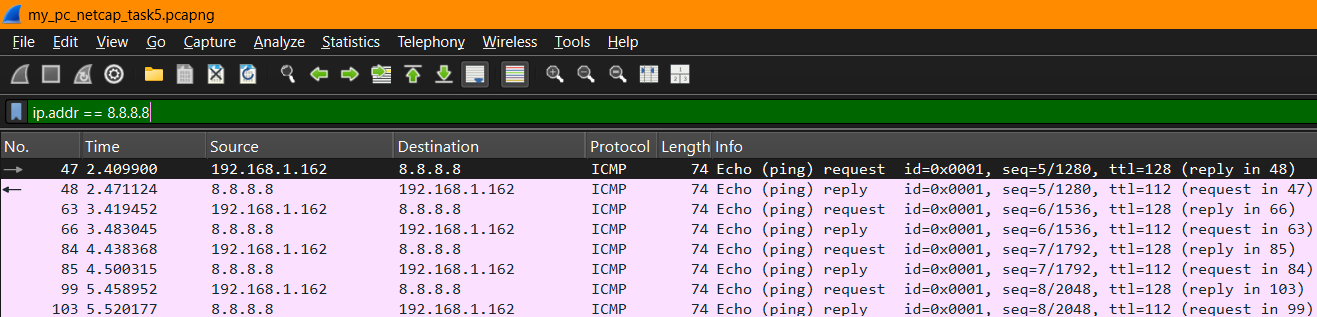 my_pc_netcap_task5.pcapng
File Edit View Go Capture Analyze Statistics Telephony Wireless Tools Help
ip.addr == 8.8.8.8
No. Time Source Destination Protocol Length Info
47 2.409900 192.168.1.162 8.8.8.8 ICMP 74 Echo (ping) request id=0x0001, seq=5/1280, ttl=128 (reply in 48)
48 2.471124 8.8.8.8 192.168.1.162 ICMP 74 Echo (ping) reply id=0x0001, seq=5/1280, ttl=112 (request in 47)
63 3.419452 192.168.1.162 8.8.8.8 ICMP 74 Echo (ping) request id=0x0001, seq=6/1536, ttl=128 (reply in 66)
66 3.483045 8.8.8.8 192.168.1.162 ICMP 74 Echo (ping) reply id=0x0001, seq=6/1536, ttl=112 (request in 63)
84 4.438368 192.168.1.162 8.8.8.8 ICMP 74 Echo (ping) request id=0x0001, seq=7/1792, ttl=128 (reply in 85)
85 4.500315 8.8.8.8 192.168.1.162 ICMP 74 Echo (ping) reply id=0x0001, seq=7/1792, ttl=112 (request in 84)
99 5.458952 192.168.1.162 8.8.8.8 ICMP 74 Echo (ping) request id=0x0001, seq=8/2048, ttl=128 (reply in 103)
103 5.520177 8.8.8.8 192.168.1.162 ICMP 74 Echo (ping) reply id=0x0001, seq=8/2048, ttl=112 (request in 99)